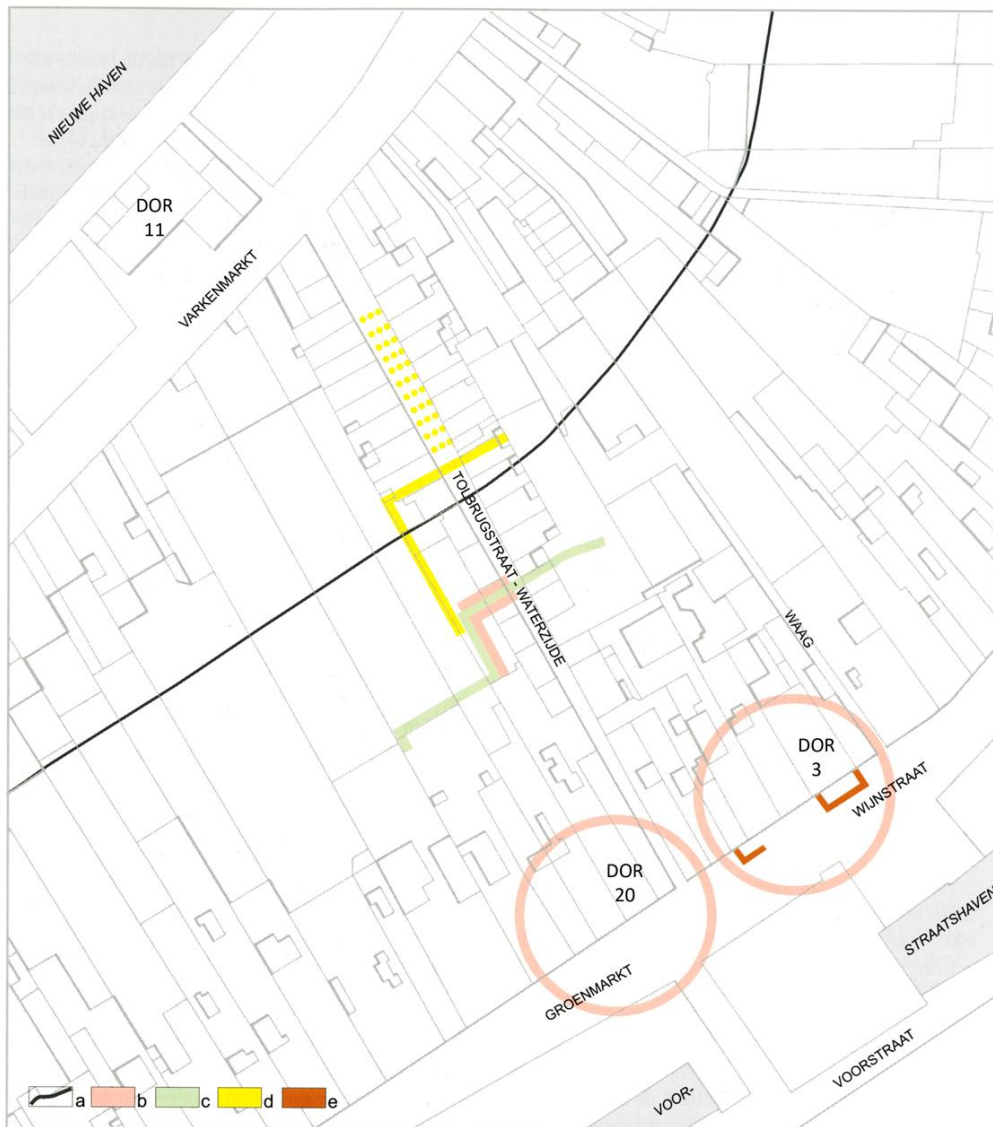 NIEUWE HAVEN
DOR
11
VARKENMARKT
TOLBRUGSTRAAT - WATERZIJDE
WAAG
DOR
3
WIJNSTRAAT
DOR
20
STRAATSHAVEN
GROENMARKT
VOORSTRAAT
VOOR-
a b c d e